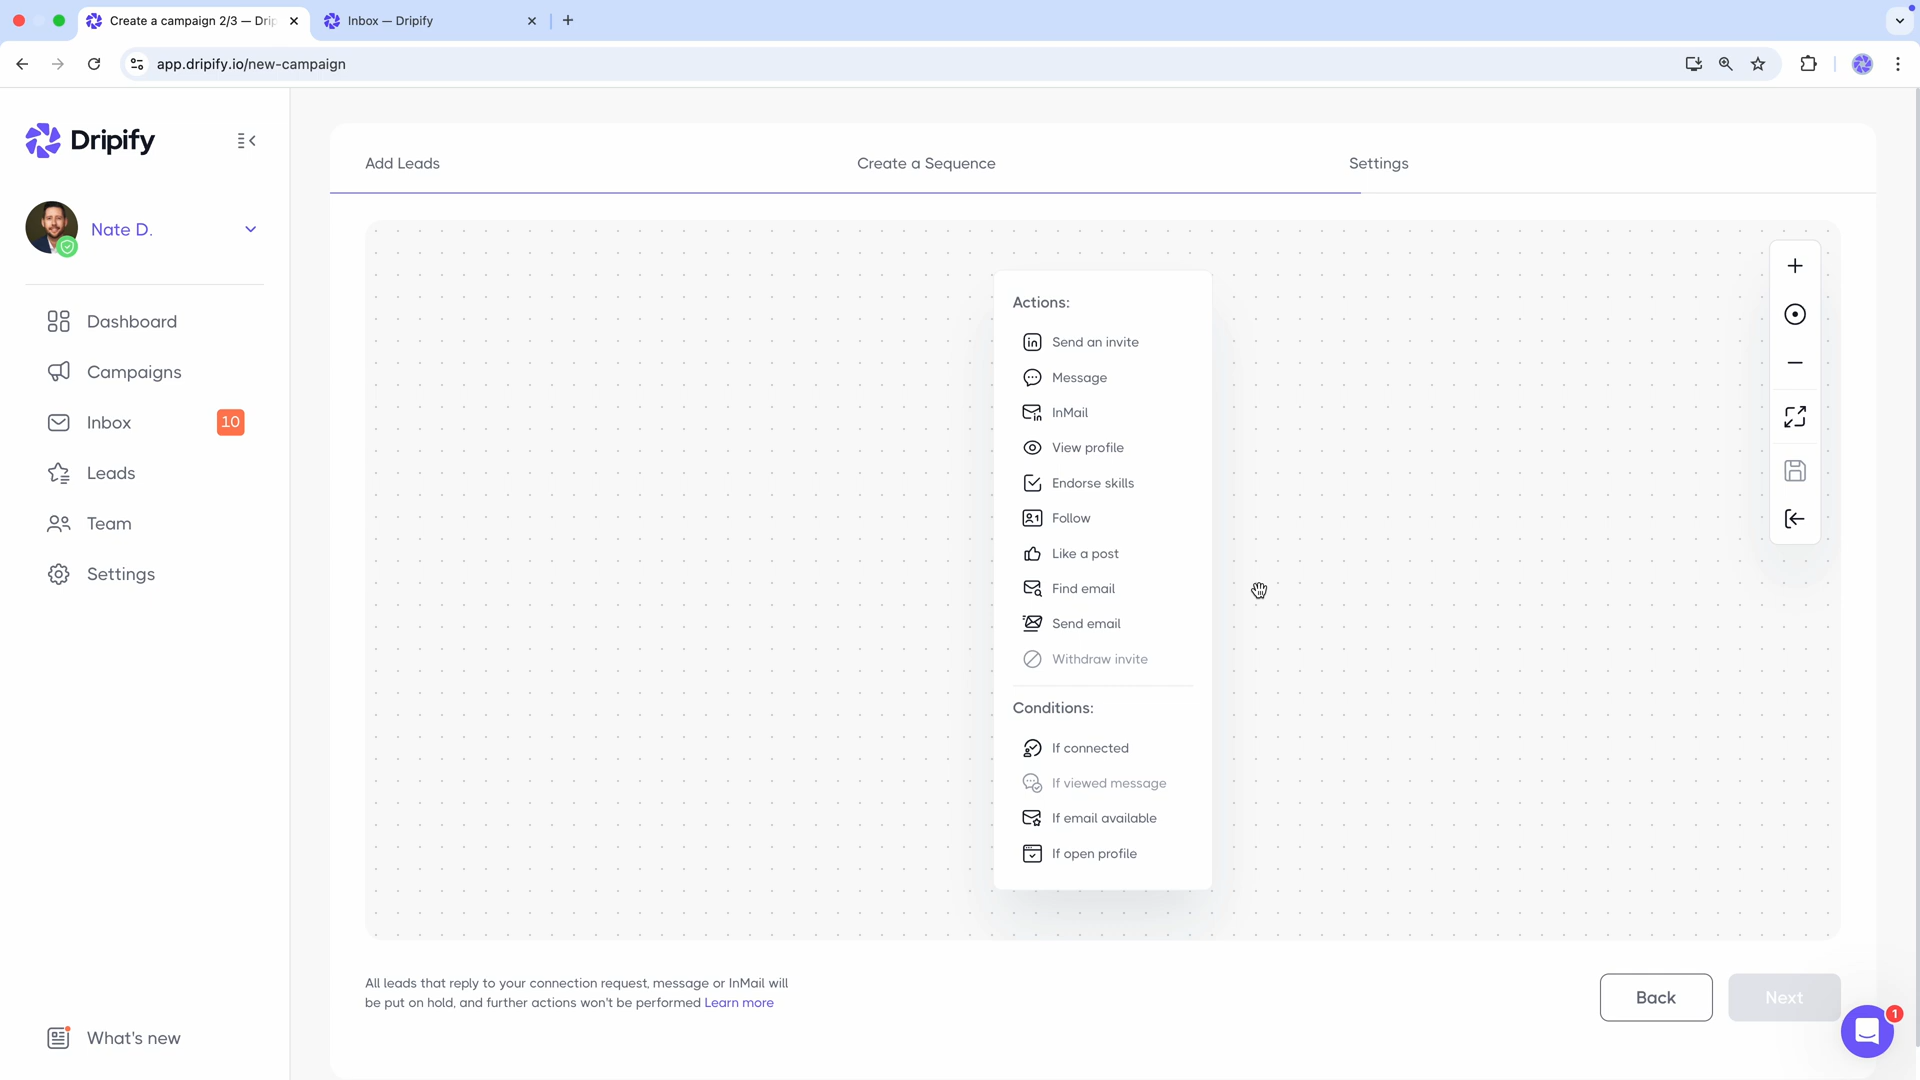 Create a campaign 2/3 — Drip
Inbox — Dripify
app.dripify.io/new-campaign
Dripify
Nate D.
Dashboard
Campaigns
Inbox
10
Leads
Team
Settings
What's new
Add Leads
Create a Sequence
Settings
Actions:
Send an invite
Message
InMail
View profile
Endorse skills
Follow
Like a post
Find email
Send email
Withdraw invite
Conditions:
If connected
If viewed message
If email available
If open profile
All leads that reply to your connection request, message or InMail will
be put on hold, and further actions won't be performed Learn more
Back
Next
1